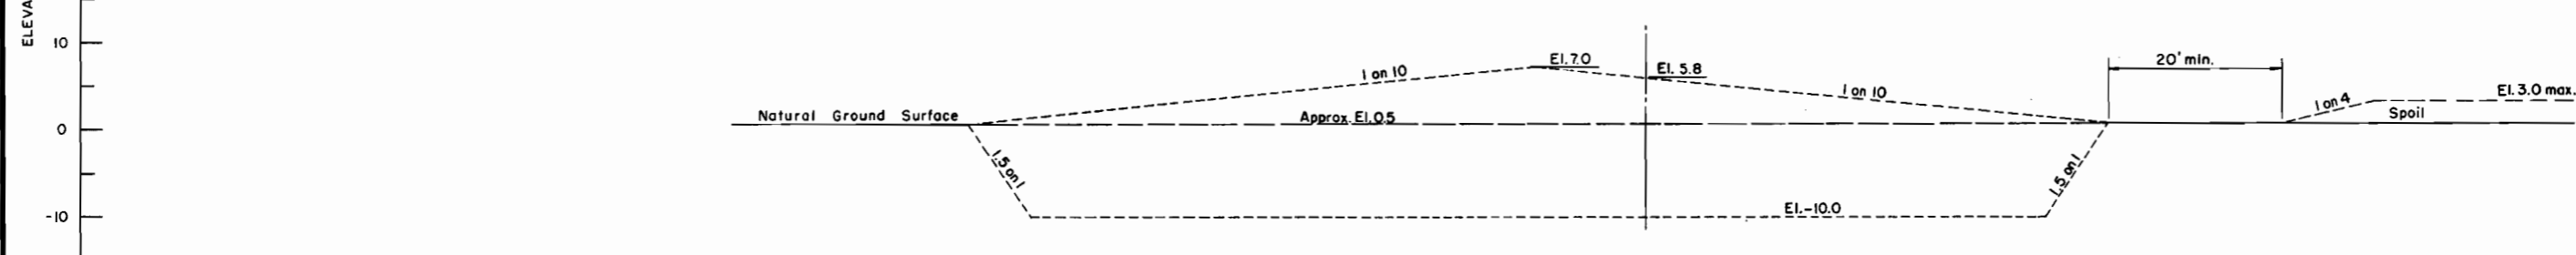 ELEVA
10
0
-10
Natural Ground Surface
1 on 10
Approx. El. 0.5
El. 7.0
El. 5.8
1 on 10
20' min.
1 on 4
El. 3.0 max.
Spoil
1.5 on 1
1.5 on 1
El. -10.0